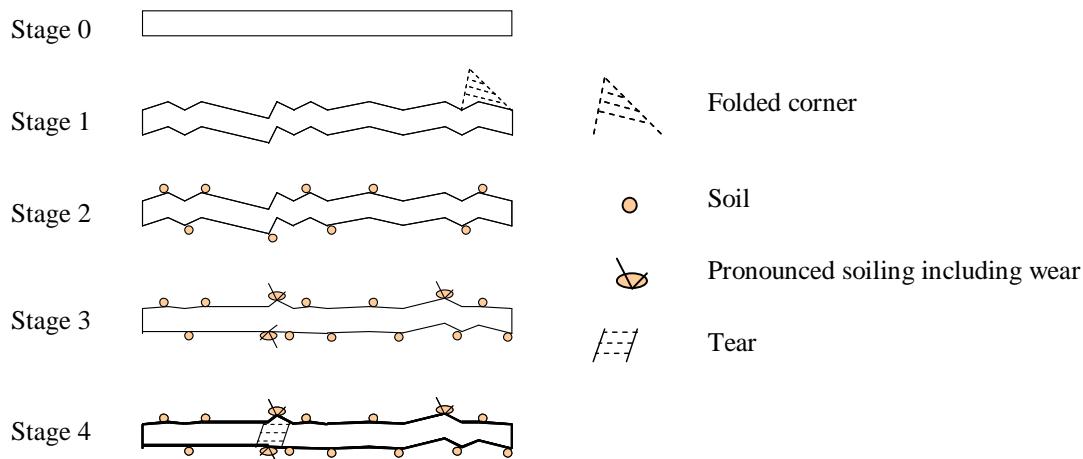 Stage 0
Stage 1
Stage 2
Stage 3
Stage 4
Folded corner
Soil
Pronounced soiling including wear
Tear